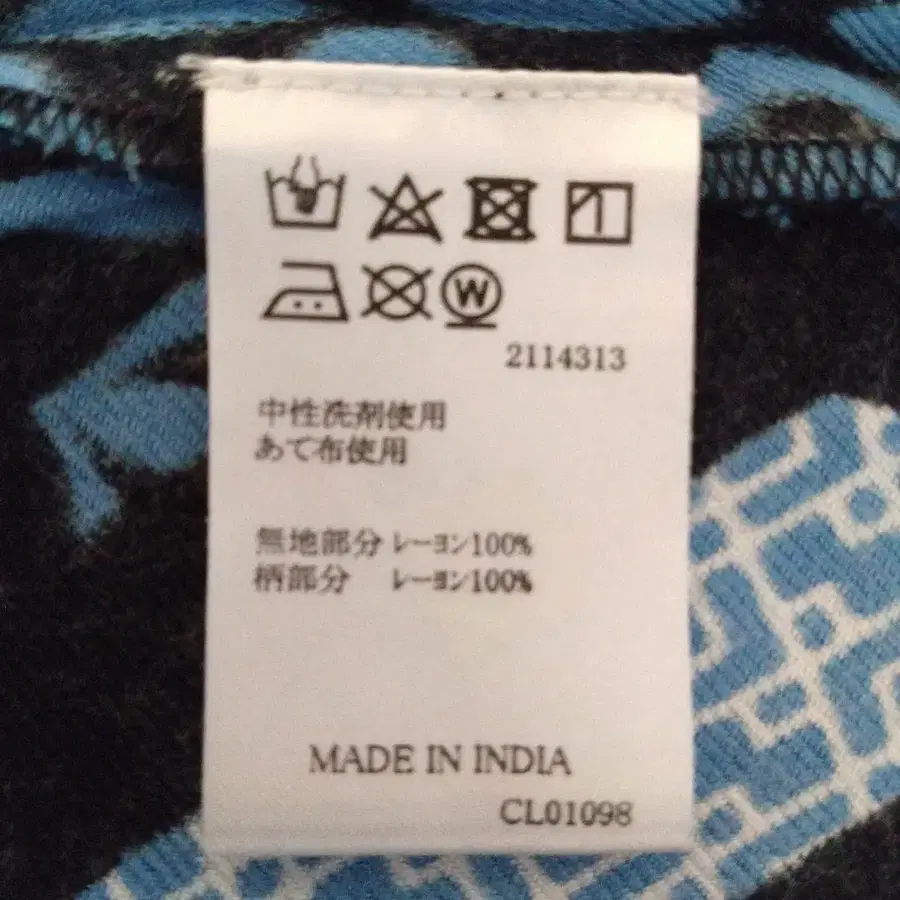 W
2114313
中性洗剤使用
あて布使用
無地部分 レーヨン100%
柄部分 レーヨン100%
MADE IN INDIA
CL01098